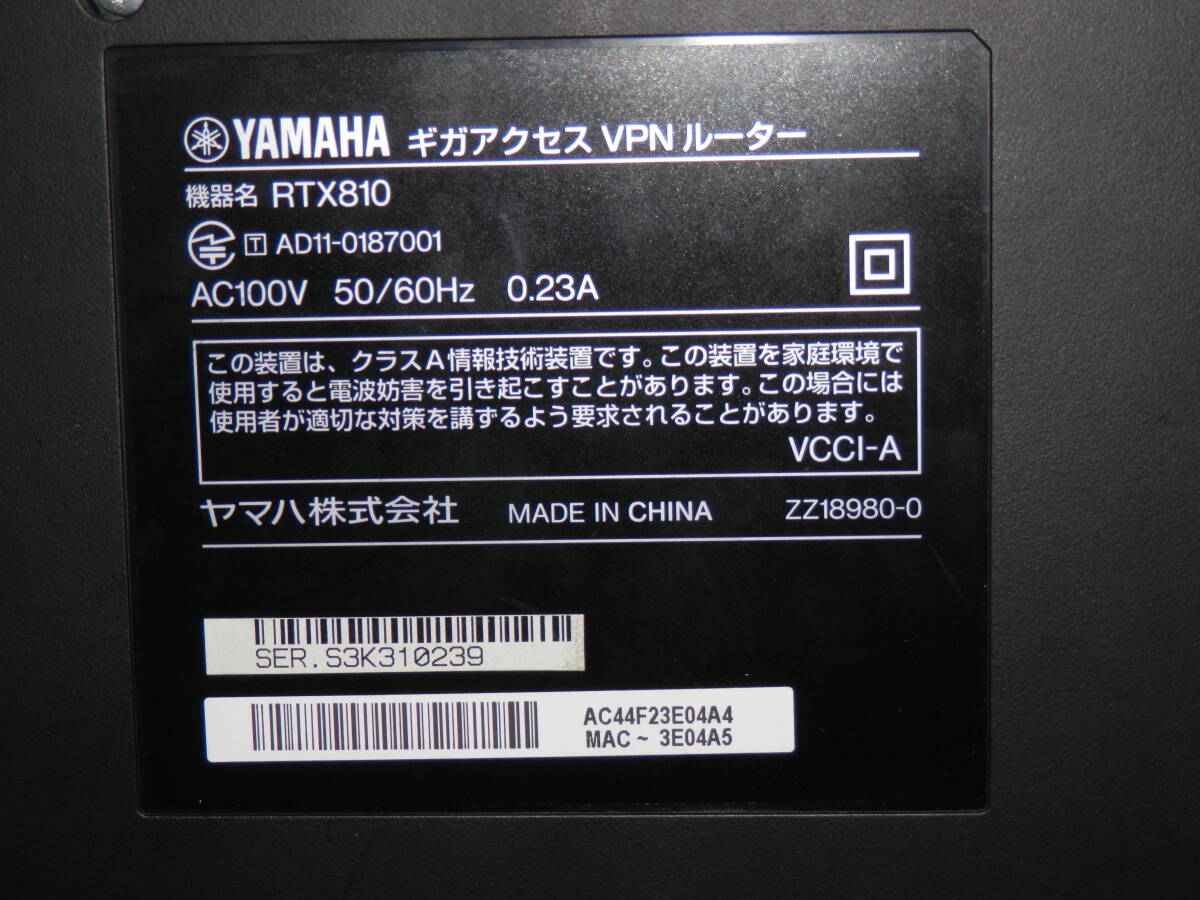 YAMAHA ギガアクセス VPN ルーター
機器名 RTX810
T AD11-0187001
AC100V 50/60Hz 0.23A
この装置は、クラスA情報技術装置です。この装置を家庭環境で
使用すると電波妨害を引き起こすことがあります。この場合には
使用者が適切な対策を講ずるよう要求されることがあります。
VCCI-A
ヤマハ株式会社 MADE IN CHINA ZZ18980-0
SER.S3K310239
AC44F23E04A4
MAC~ 3E04A5